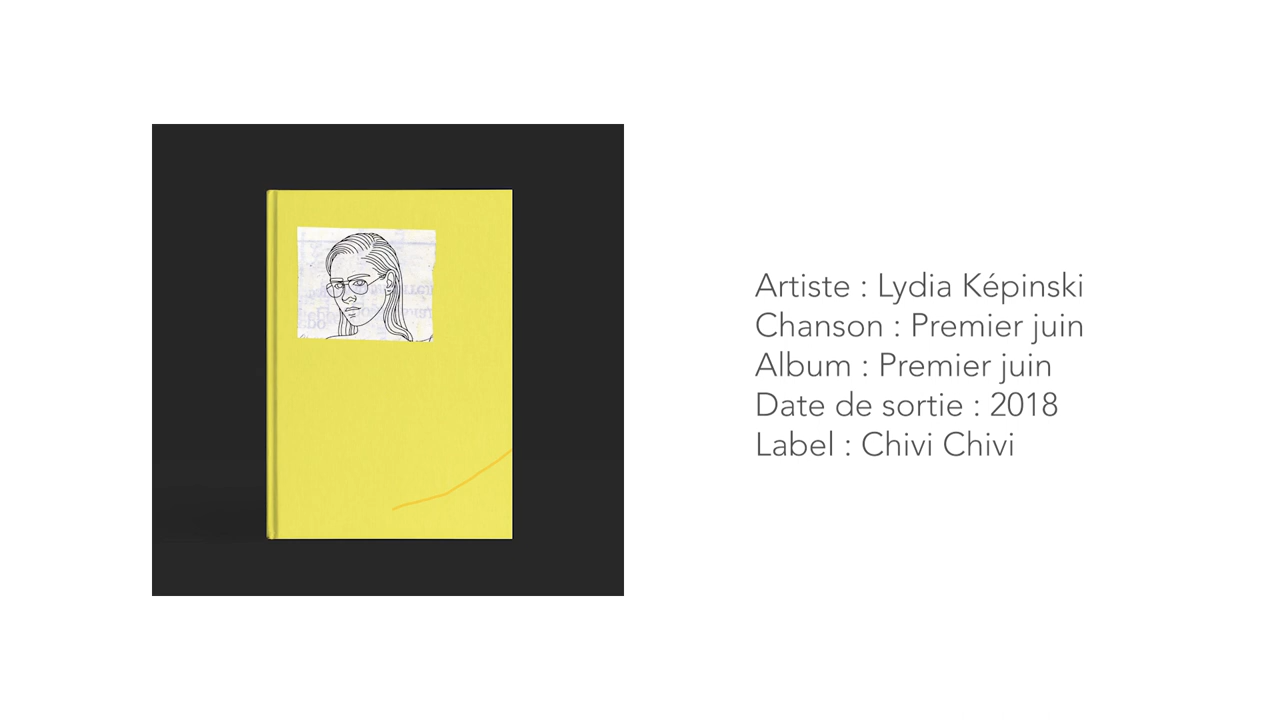 Artiste : Lydia Képinski
Chanson : Premier juin
Album : Premier juin
Date de sortie : 2018
Label : Chivi Chivi